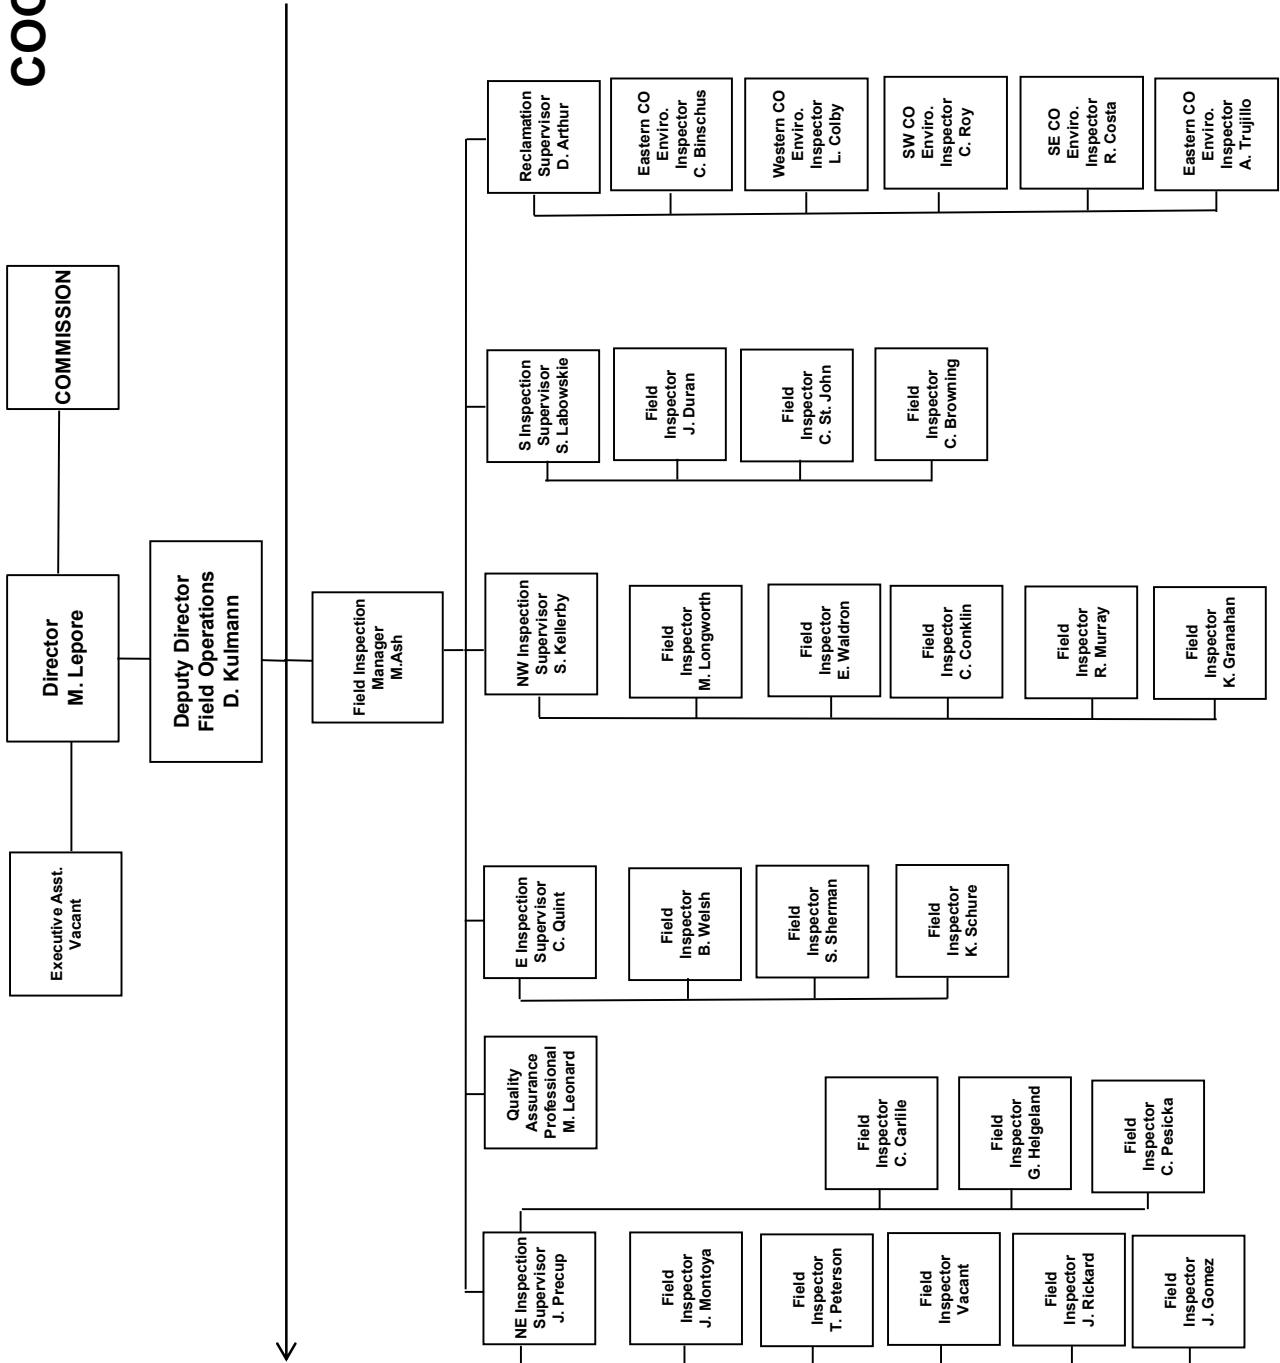 Executive Asst.
Vacant
Director
M. Lepore
COMMISSION
Deputy Director
Field Operations
D. Kulmann
Field Inspection
Manager
M.Ash
NE Inspection
Supervisor
J. Precup
Field
Inspector
J. Montoya
Field
Inspector
T. Peterson
Field
Inspector
Vacant
Field
Inspector
J. Rickard
Field
Inspector
J. Gomez
Field
Inspector
C. Carlile
Field
Inspector
G. Helgeland
Field
Inspector
C. Pesicka
Quality
Assurance
Professional
M. Leonard
E Inspection
Supervisor
C. Quint
Field
Inspector
B. Welsh
Field
Inspector
S. Sherman
Field
Inspector
K. Schure
NW Inspection
Supervisor
S. Kellerby
Field
Inspector
M. Longworth
Field
Inspector
E. Waldron
Field
Inspector
C. Conklin
Field
Inspector
R. Murray
Field
Inspector
K. Granahan
S Inspection
Supervisor
S. Labowskie
Field
Inspector
J. Duran
Field
Inspector
C. St. John
Field
Inspector
C. Browning
Reclamation
Supervisor
D. Arthur
Eastern CO
Enviro.
Inspector
C. Binschus
Western CO
Enviro.
Inspector
L. Colby
SW CO
Enviro.
Inspector
C. Roy
SE CO
Enviro.
Inspector
R. Costa
Eastern CO
Enviro.
Inspector
A. Trujillo